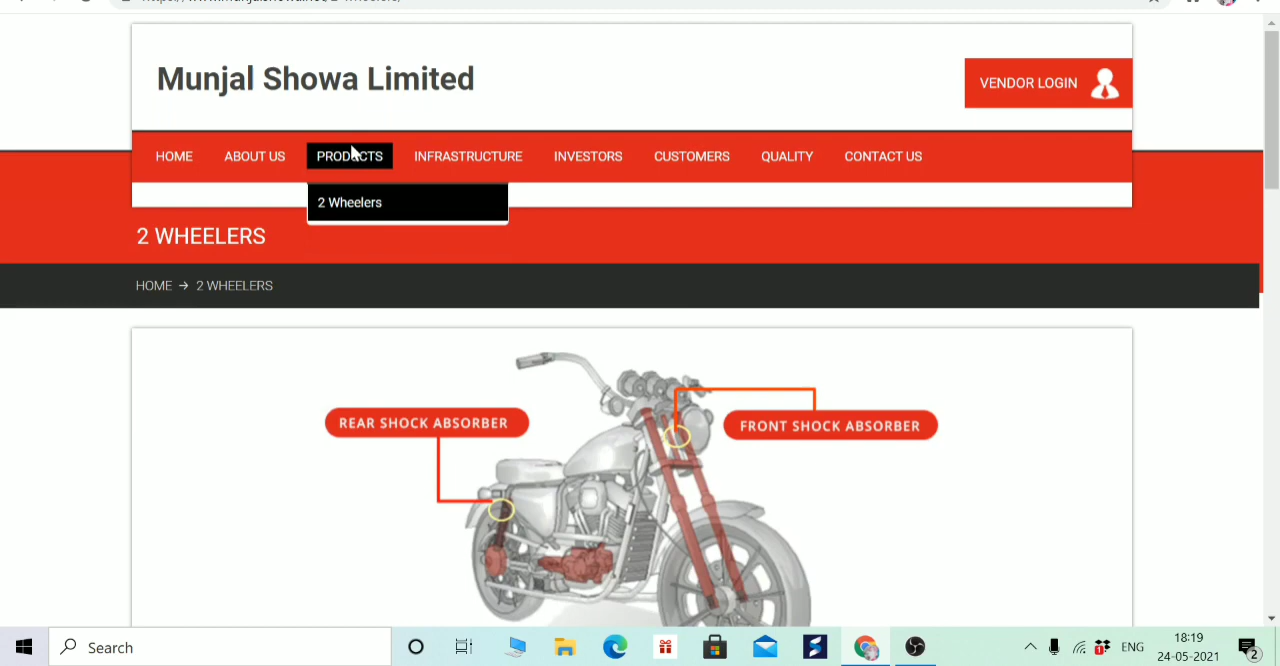 Munjal Showa Limited
VENDOR LOGIN
HOME ABOUT US PRODUCTS INFRASTRUCTURE INVESTORS CUSTOMERS QUALITY CONTACT US
2 Wheelers
2 WHEELERS
HOME → 2 WHEELERS
REAR SHOCK ABSORBER
FRONT SHOCK ABSORBER
Search
ENG
18:19
24-05-2021
2